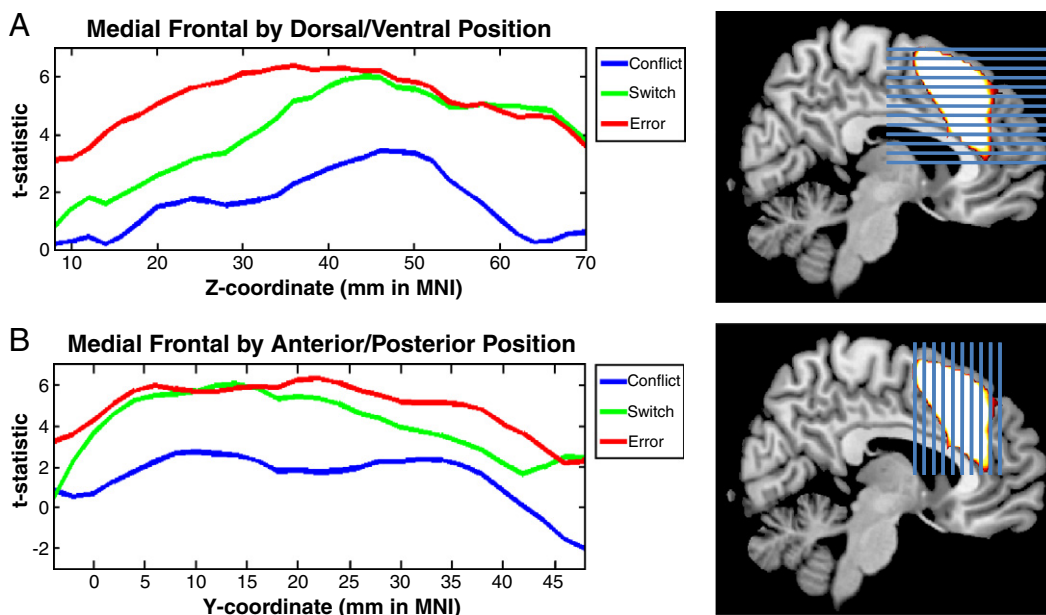 A
Medial Frontal by Dorsal/Ventral Position
6
4
2
0
t-statistic
10 20 30 40 50 60 70
Z-coordinate (mm in MNI)
Conflict
Switch
Error
B
Medial Frontal by Anterior/Posterior Position
6
4
2
0
-2
t-statistic
0 5 10 15 20 25 30 35 40 45
Y-coordinate (mm in MNI)
Conflict
Switch
Error